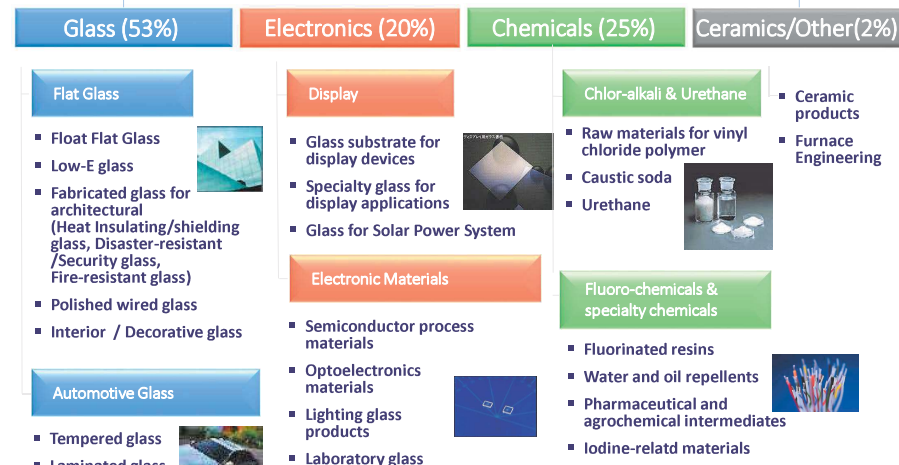 Glass (53%)
Electronics (20%)
Chemicals (25%)
Ceramics/Other(2%)
Flat Glass
▪ Float Flat Glass
▪ Low-E glass
▪ Fabricated glass for
architectural
(Heat Insulating/shielding
glass, Disaster-resistant
/Security glass,
Fire-resistant glass)
▪ Polished wired glass
▪ Interior / Decorative glass
Automotive Glass
▪ Tempered glass
▪ Laminated glass
Display
▪ Glass substrate for
display devices
▪ Specialty glass for
display applications
▪ Glass for Solar Power System
Electronic Materials
▪ Semiconductor process
materials
▪ Optoelectronics
materials
▪ Lighting glass
products
▪ Laboratory glass
Chlor-alkali & Urethane
▪ Raw materials for vinyl
chloride polymer
▪ Caustic soda
▪ Urethane
Fluoro-chemicals &
specialty chemicals
▪ Fluorinated resins
▪ Water and oil repellents
▪ Pharmaceutical and
agrochemical intermediates
▪ Iodine-relatd materials
▪ Ceramic
products
▪ Furnace
Engineering